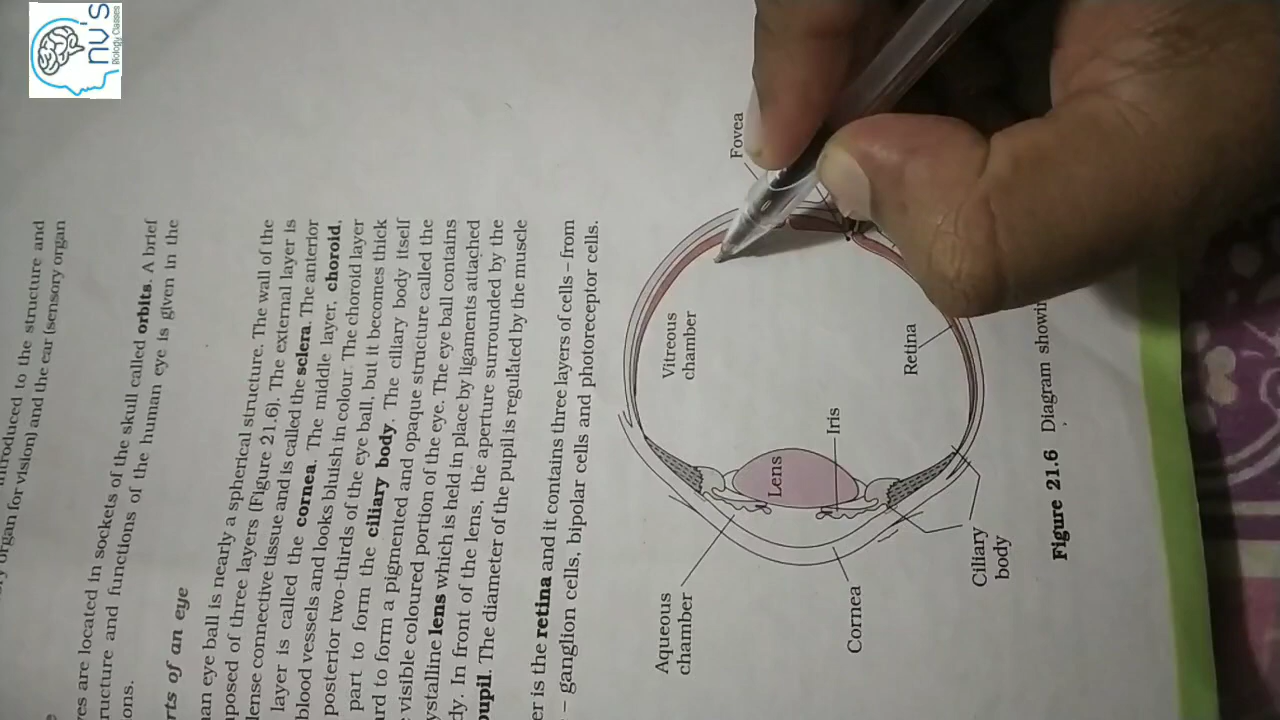 nv's
Biology Classes
introduced to the structure and
organ for vision) and the ear (sensory organ
es are located in sockets of the skull called orbits. A brief
ructure and functions of the human eye is given in the
ons.
rts of an eye
an eye ball is nearly a spherical structure. The wall of the
posed of three layers (Figure 21.6). The external layer is
dense connective tissue and is called the sclera. The anterior
layer is called the cornea. The middle layer, choroid,
blood vessels and looks bluish in colour. The choroid layer
posterior two-thirds of the eye ball, but it becomes thick
part to form the ciliary body. The ciliary body itself
ard to form a pigmented and opaque structure called the
visible coloured portion of the eye. The eye ball contains
ystalline lens which is held in place by ligaments attached
dy. In front of the lens, the aperture surrounded by the
pupil. The diameter of the pupil is regulated by the muscle
er is the retina and it contains three layers of cells – from
– ganglion cells, bipolar cells and photoreceptor cells.
Fovea
Vitreous
chamber
Retina
Iris
Lens
Aqueous
chamber
Cornea
Ciliary
body
Figure 21.6 Diagram showin